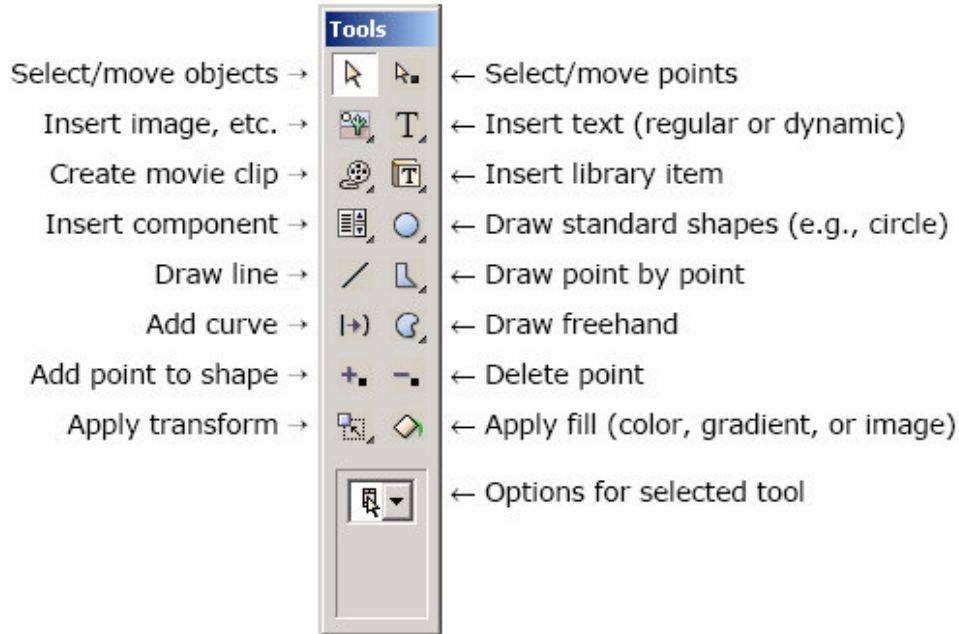 Tools
Select/move objects → ← Select/move points
Insert image, etc. → T ← Insert text (regular or dynamic)
Create movie clip → T ← Insert library item
Insert component → ← Draw standard shapes (e.g., circle)
Draw line → ← Draw point by point
Add curve → ← Draw freehand
Add point to shape → ← Delete point
Apply transform → ← Apply fill (color, gradient, or image)
← Options for selected tool